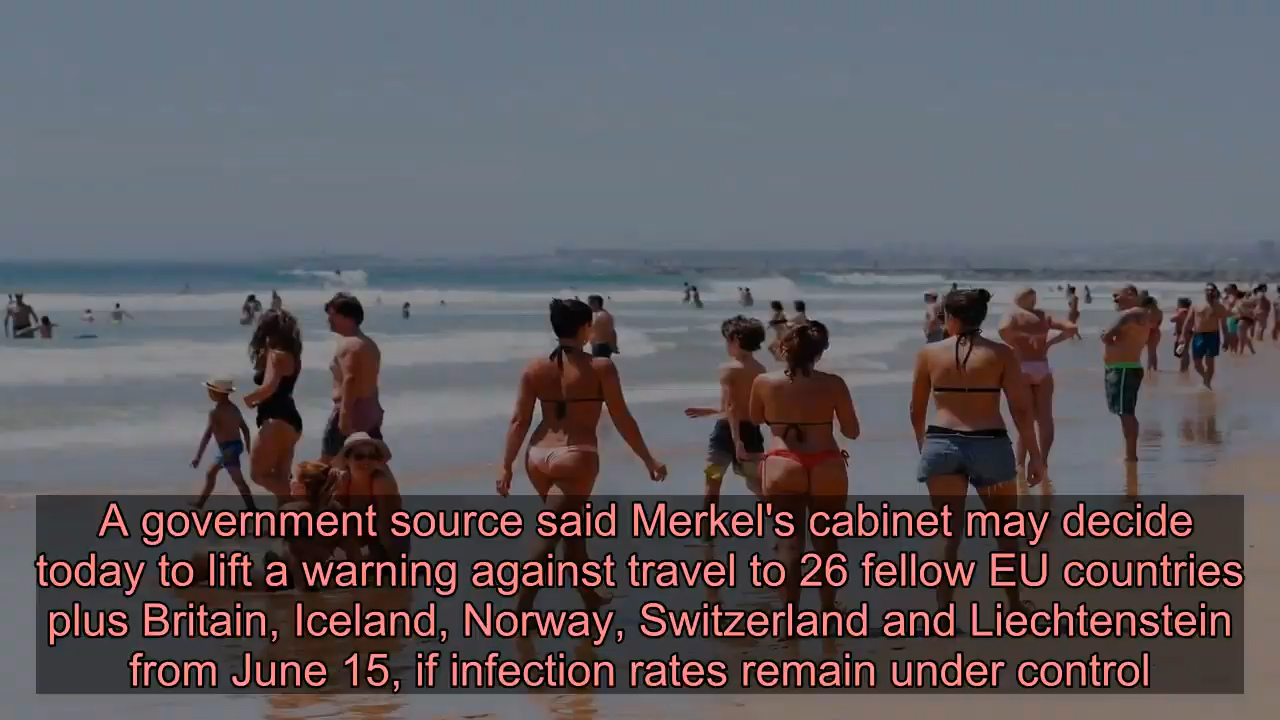 A government source said Merkel's cabinet may decide
today to lift a warning against travel to 26 fellow EU countries
plus Britain, Iceland, Norway, Switzerland and Liechtenstein
from June 15, if infection rates remain under control